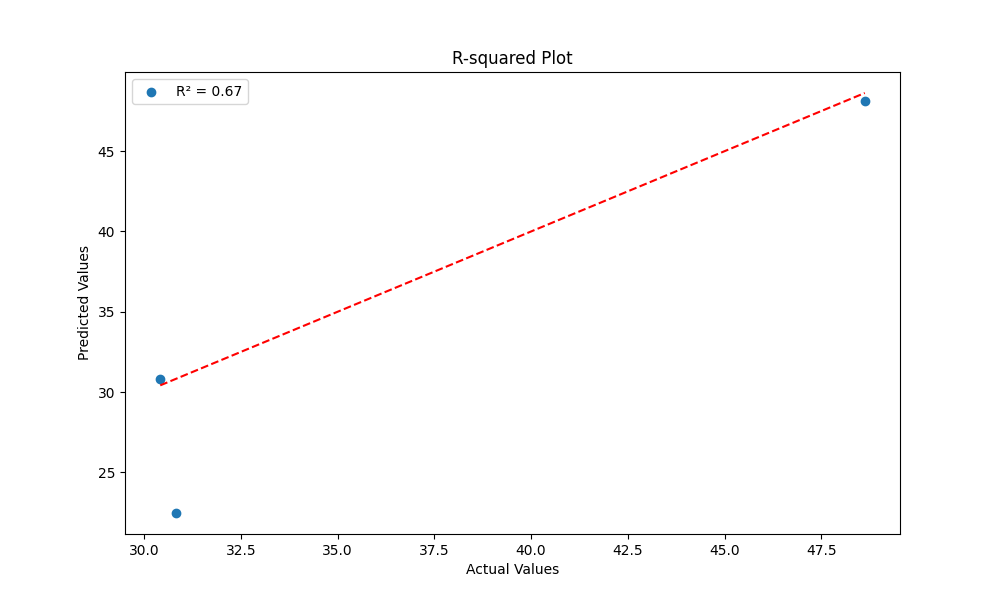 R-squared Plot
R² = 0.67
Predicted Values
45
40
35
30
25
30.0 32.5 35.0 37.5 40.0 42.5 45.0 47.5
Actual Values